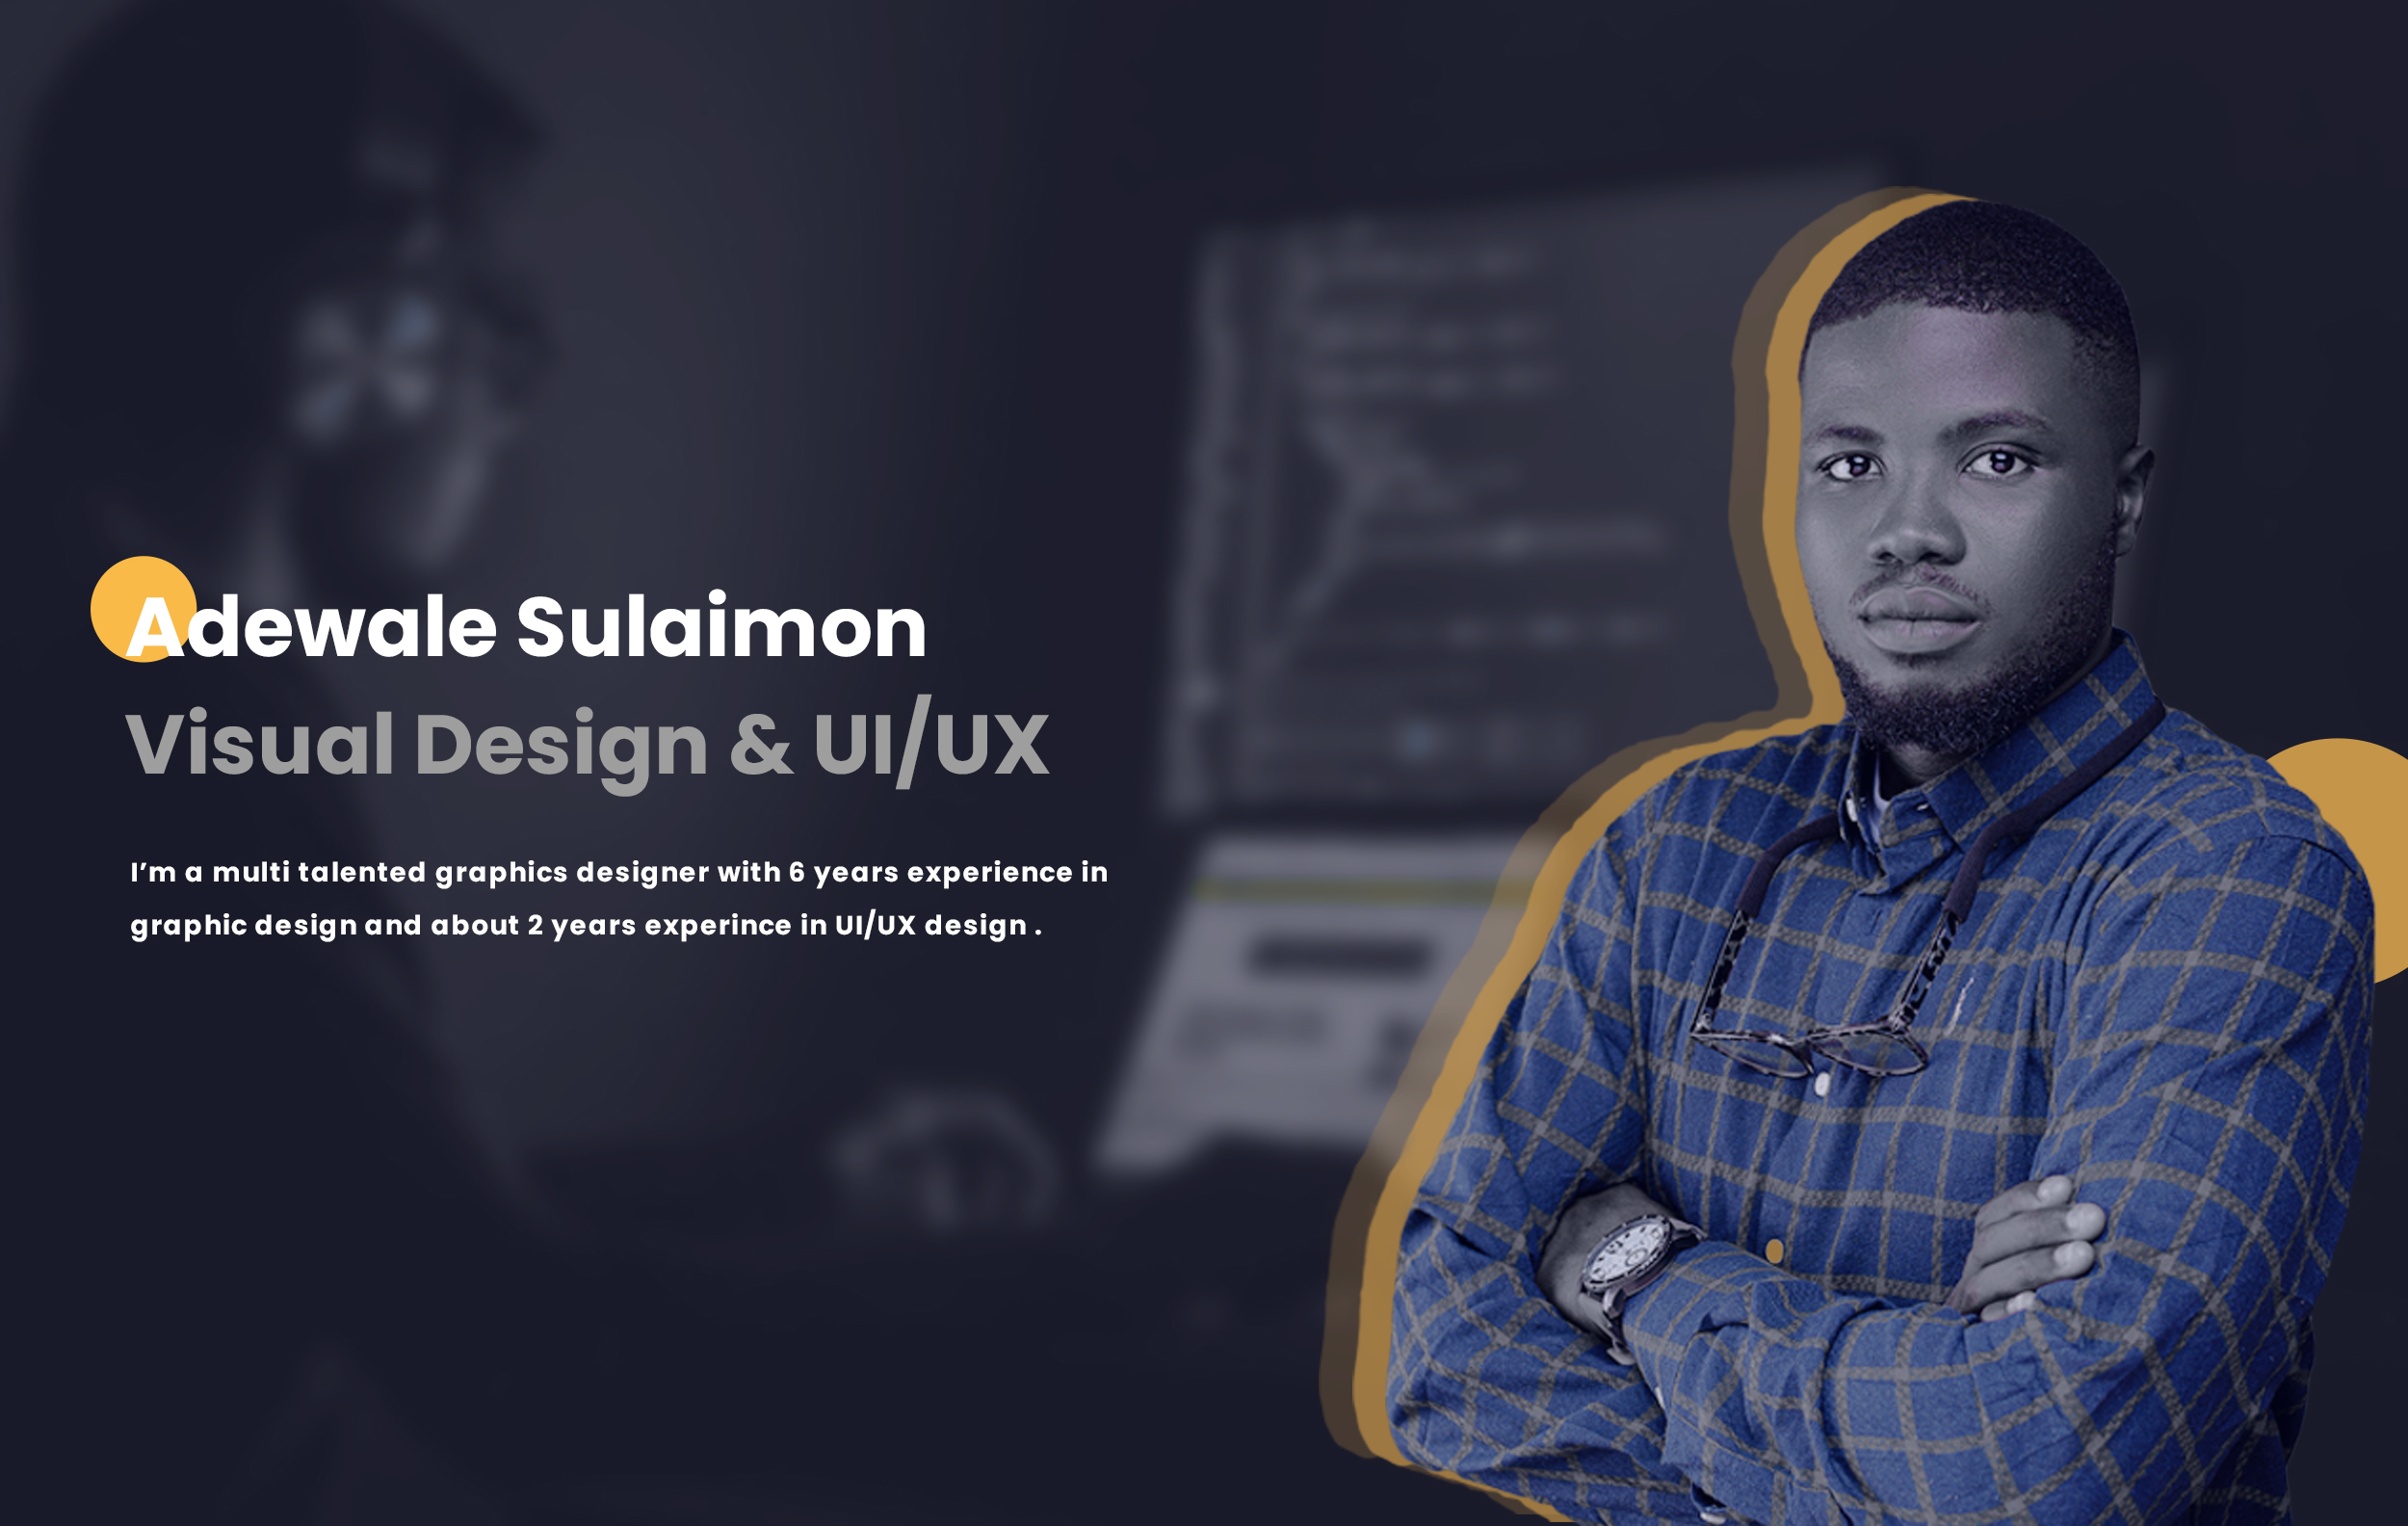 Adewale Sulaimon
Visual Design & UI/UX
I’m a multi talented graphics designer with 6 years experience in
graphic design and about 2 years experince in UI/UX design .